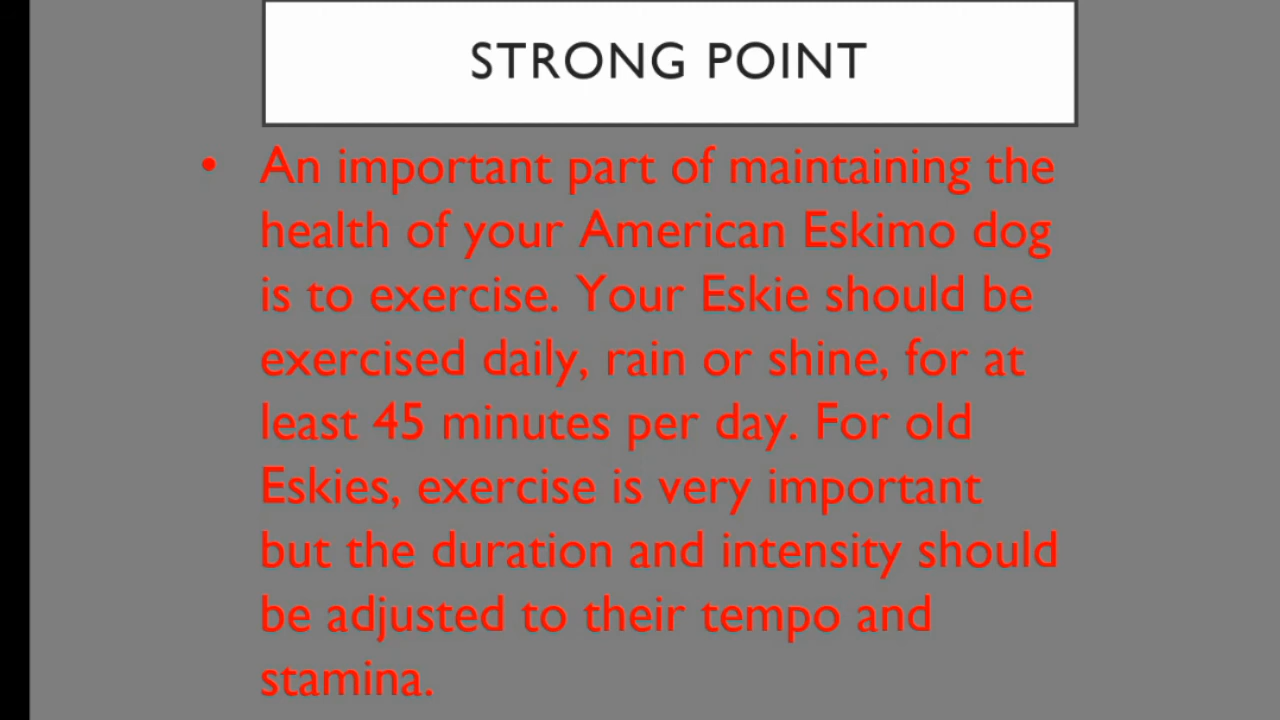 STRONG POINT
• An important part of maintaining the
health of your American Eskimo dog
is to exercise. Your Eskie should be
exercised daily, rain or shine, for at
least 45 minutes per day. For old
Eskies, exercise is very important
but the duration and intensity should
be adjusted to their tempo and
stamina.